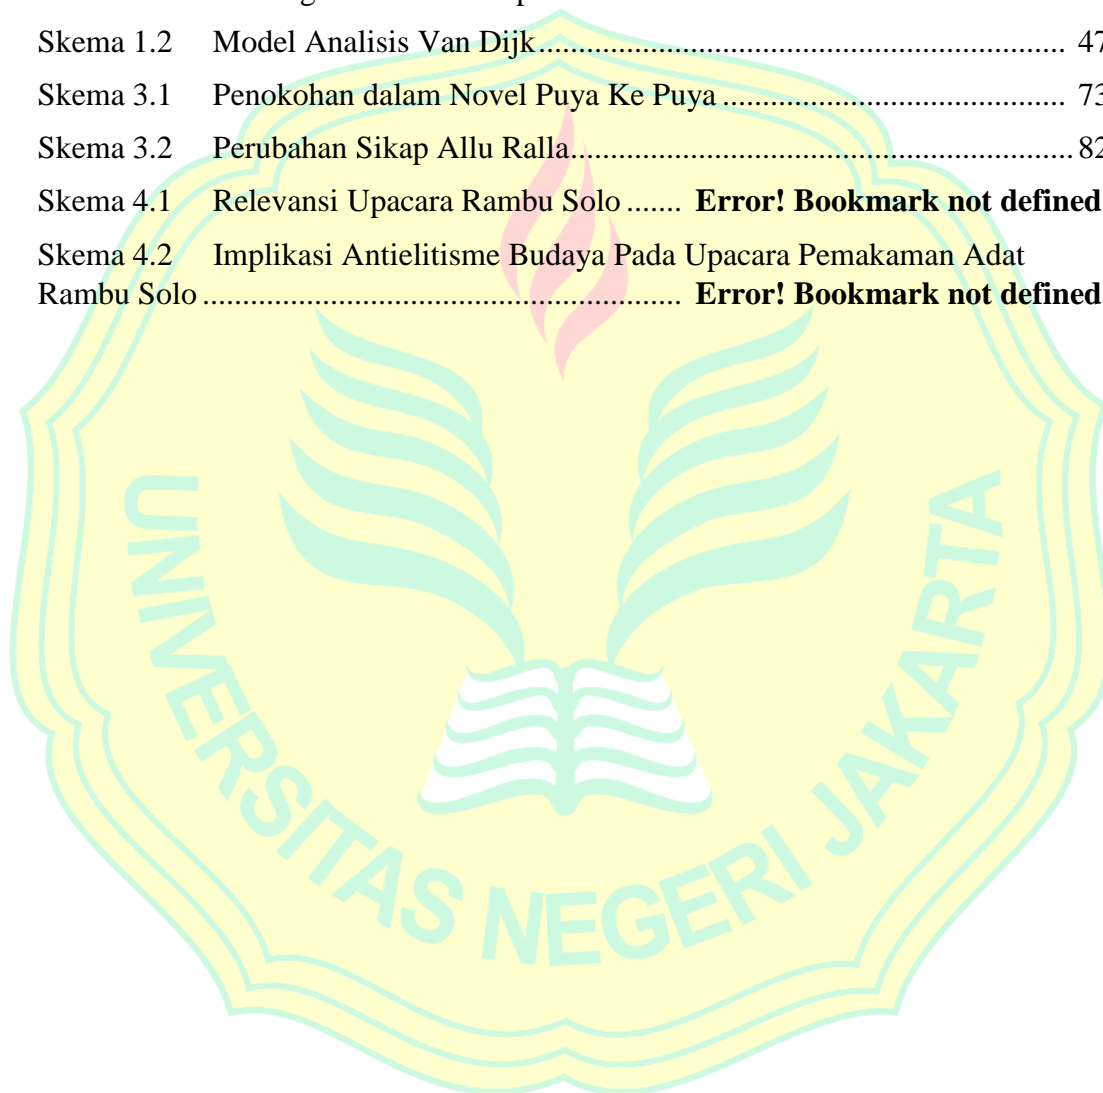 Skema 1.2 Model Analisis Van Dijk.................................................................. 47
Skema 3.1 Penokohan dalam Novel Puya Ke Puya ........................................... 73
Skema 3.2 Perubahan Sikap Allu Ralla............................................................... 82
Skema 4.1 Relevansi Upacara Rambu Solo ....... Error! Bookmark not defined
Skema 4.2 Implikasi Antielitisme Budaya Pada Upacara Pemakaman Adat
Rambu Solo ............................................................ Error! Bookmark not defined
UNIVERSITAS NEGERI JAKARTA